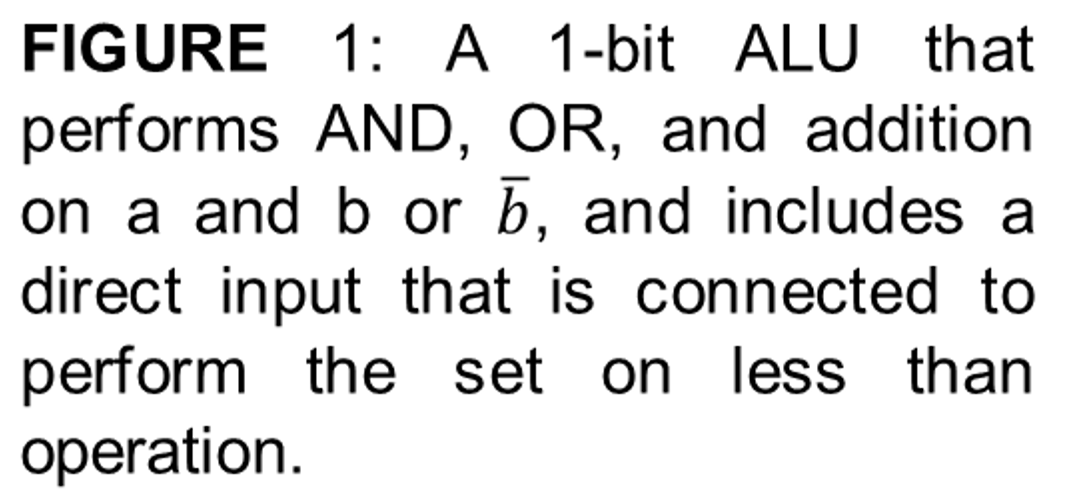 FIGURE 1: A 1-bit ALU that
performs AND, OR, and addition
on a and b or b̅, and includes a
direct input that is connected to
perform the set on less than
operation.